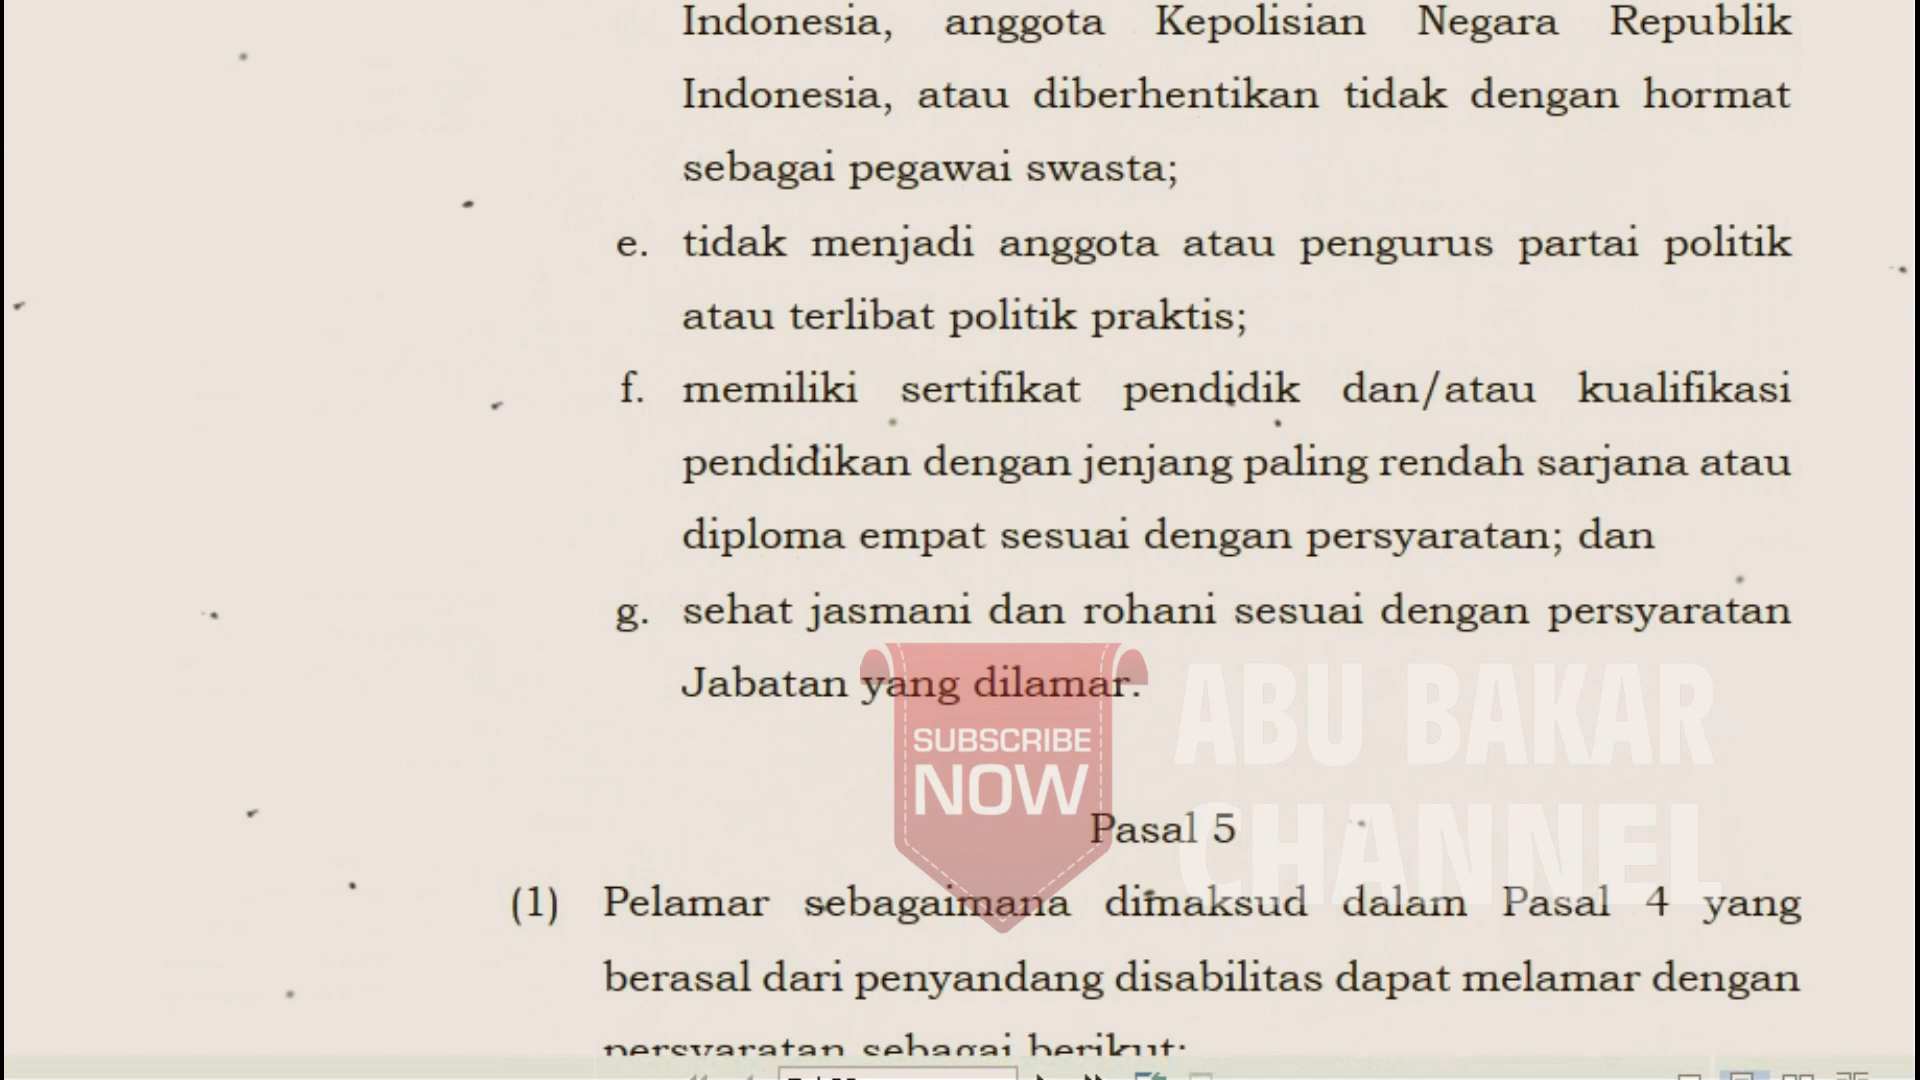 Indonesia, anggota Kepolisian Negara Republik
Indonesia, atau diberhentikan tidak dengan hormat
sebagai pegawai swasta;
e. tidak menjadi anggota atau pengurus partai politik
atau terlibat politik praktis;
f. memiliki sertifikat pendidik dan/atau kualifikasi
pendidikan dengan jenjang paling rendah sarjana atau
diploma empat sesuai dengan persyaratan; dan
g. sehat jasmani dan rohani sesuai dengan persyaratan
Jabatan yang dilamar.
SUBSCRIBE
NOW
ABU BAKAR
CHANNEL
Pasal 5
(1) Pelamar sebagaimana dimaksud dalam Pasal 4 yang
berasal dari penyandang disabilitas dapat melamar dengan
persyaratan sebagai berikut: